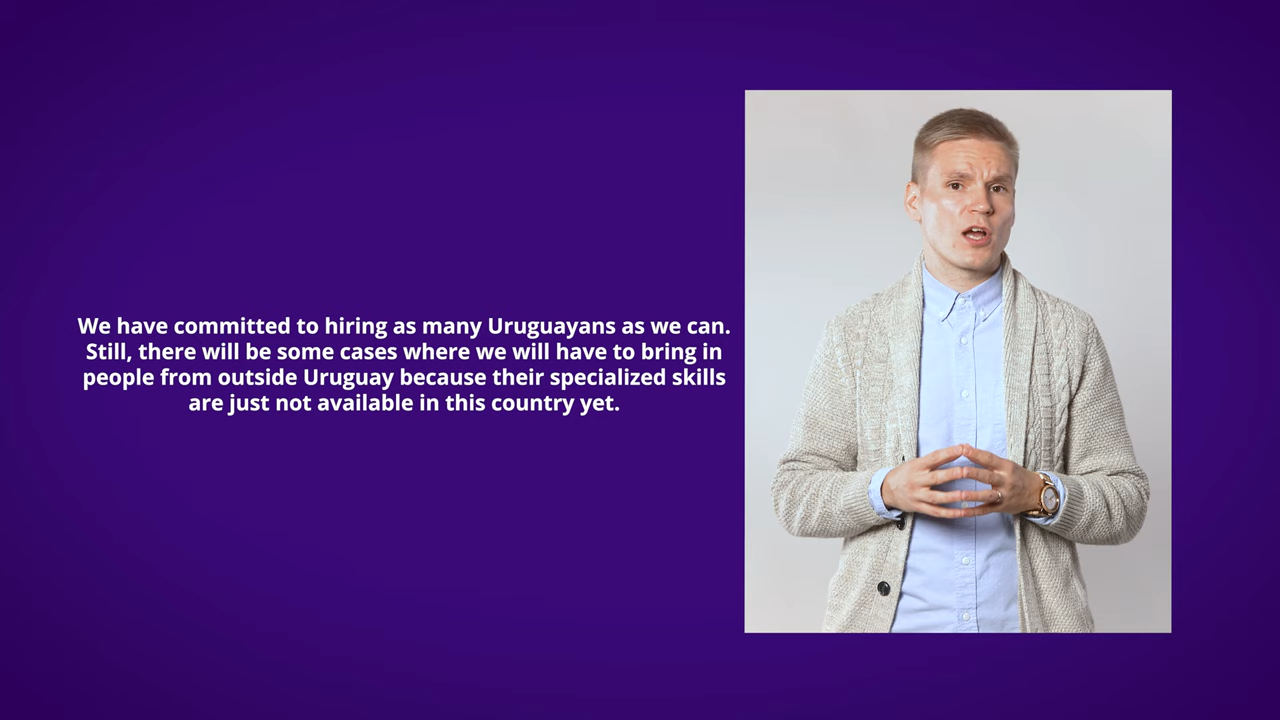 We have committed to hiring as many Uruguayans as we can.
Still, there will be some cases where we will have to bring in
people from outside Uruguay because their specialized skills
are just not available in this country yet.